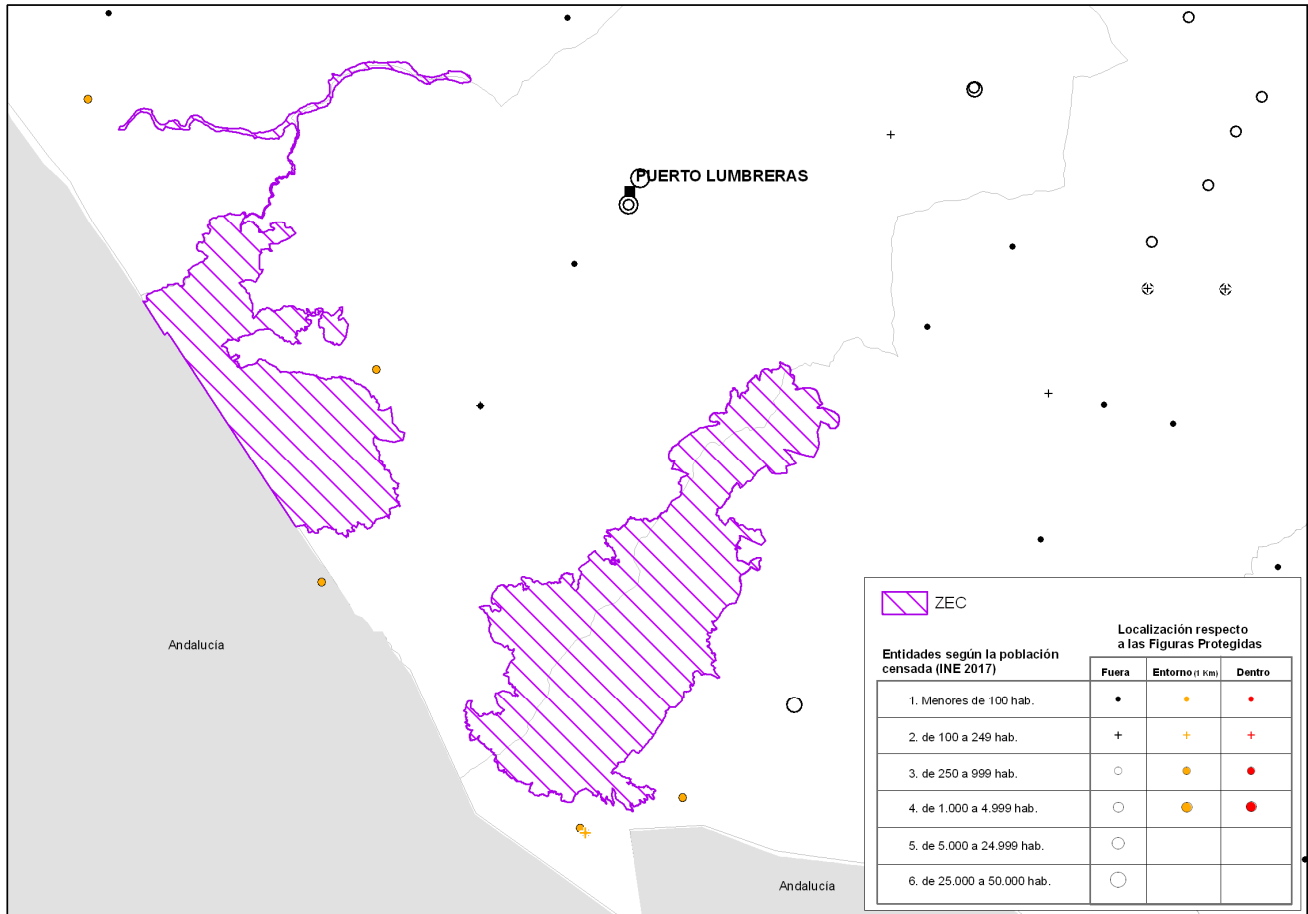 PUERTO LUMBRERAS
Andalucía
Andalucía
ZEC
Localización respecto
a las Figuras Protegidas
Entidades según la población
censada (INE 2017)
Fuera Entorno (1 Km) Dentro
1. Menores de 100 hab.
2. de 100 a 249 hab.
3. de 250 a 999 hab.
4. de 1.000 a 4.999 hab.
5. de 5.000 a 24.999 hab.
6. de 25.000 a 50.000 hab.